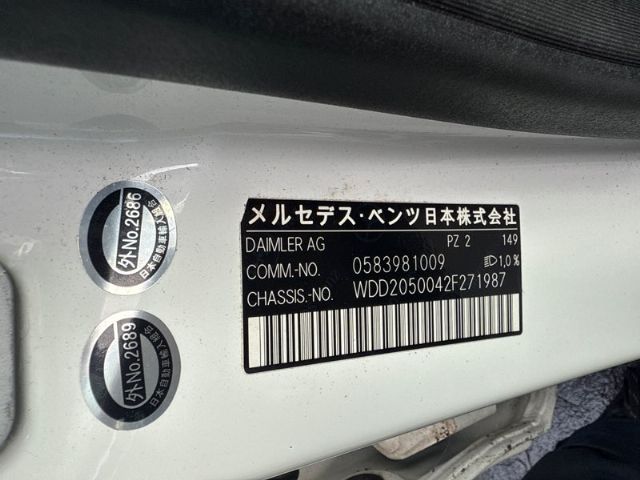 メルセデス・ベンツ日本株式会社
DAIMLER AG PZ 2 149
COMM.-NO. 0583981009 1,0%
CHASSIS.-NO. WDD2050042F271987
外No.2686
日本自動車輸入組合
外No.2689
日本自動車輸入組合